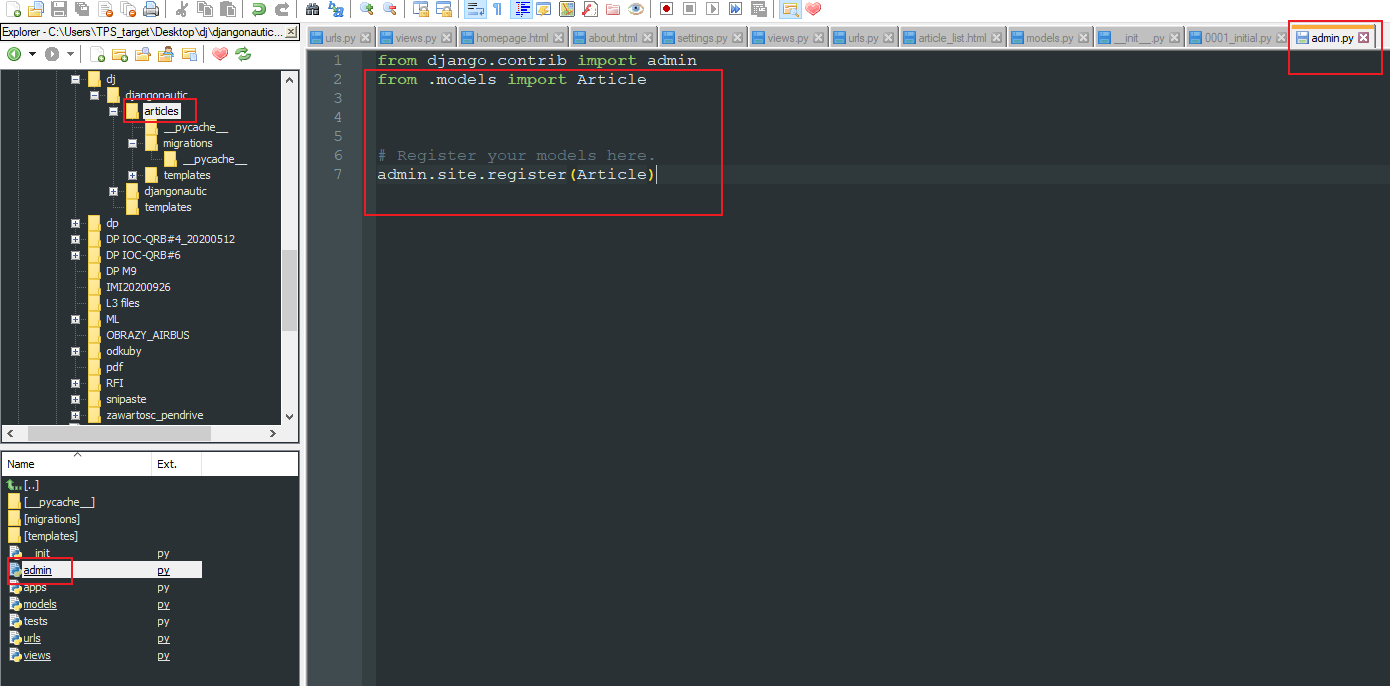 Explorer - C:\Users\TPS_target\Desktop\dj\djangonautic...
dj
djangonautic
articles
__pycache__
migrations
__pycache__
templates
djangonautic
templates
dp
DP IOC-QRB#4_20200512
DP IOC-QRB#6
DP M9
IMI20200926
L3 files
ML
OBRAZY_AIRBUS
odkuby
pdf
RFI
snipaste
zawartosc_pendrive
Name Ext.
[..]
[__pycache__]
[migrations]
[templates]
__init__ py
admin py
apps py
models py
tests py
urls py
views py
urls.py views.py homepage.html about.html settings.py views.py urls.py article_list.html models.py __init__.py 0001_initial.py admin.py
1 from django.contrib import admin
2 from .models import Article
3
4
5
6 # Register your models here.
7 admin.site.register(Article)